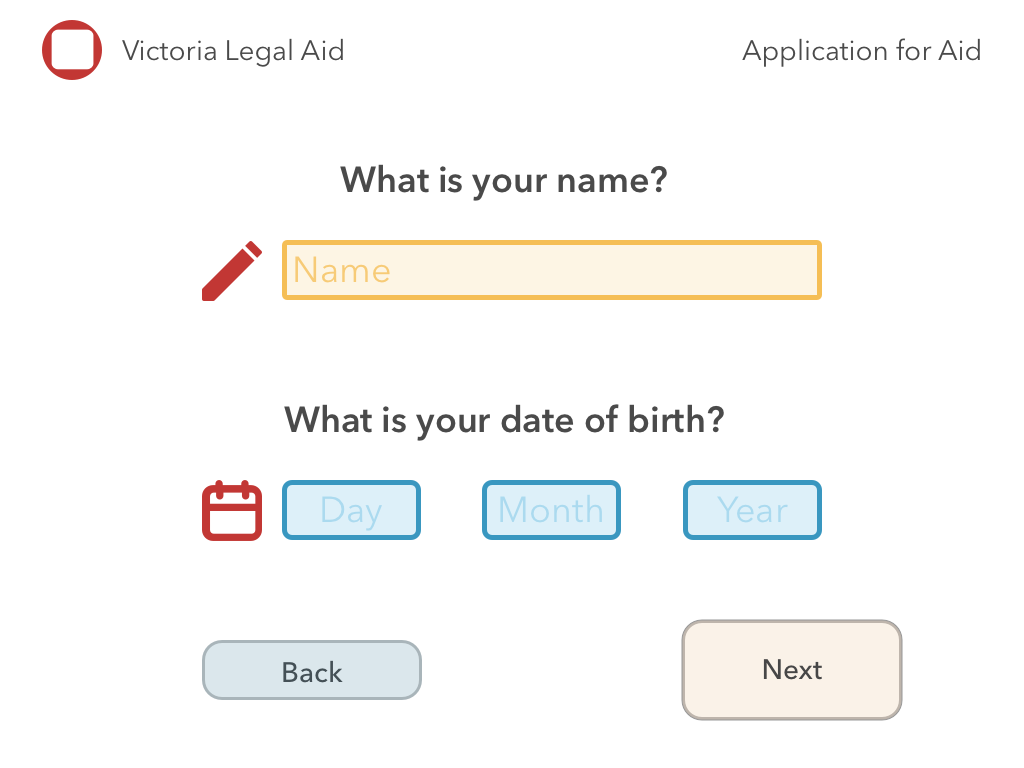 Victoria Legal Aid
Application for Aid
What is your name?
Name
What is your date of birth?
Day Month Year
Back
Next